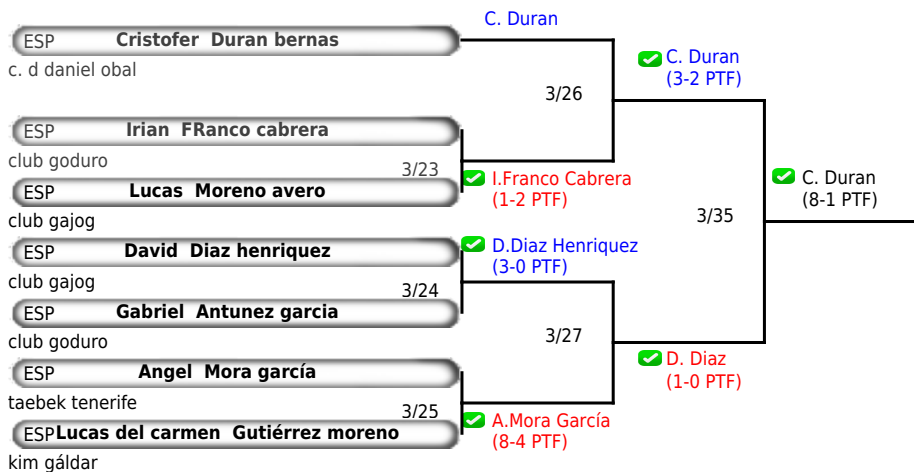 C. Duran
ESP Cristofer Duran bernas
c. d daniel obal
C. Duran
(3-2 PTF)
3/26
ESP Irian FRanco cabrera
club goduro
3/23
I.Franco Cabrera
(1-2 PTF)
C. Duran
(8-1 PTF)
ESP Lucas Moreno avero
club gajog
3/35
ESP David Diaz henriquez
club gajog
D.Diaz Henriquez
(3-0 PTF)
3/24
ESP Gabriel Antunez garcia
club goduro
3/27
D. Diaz
(1-0 PTF)
ESP Angel Mora garcía
taebek tenerife
3/25
A.Mora García
(8-4 PTF)
ESP Lucas del carmen Gutiérrez moreno
kim gáldar